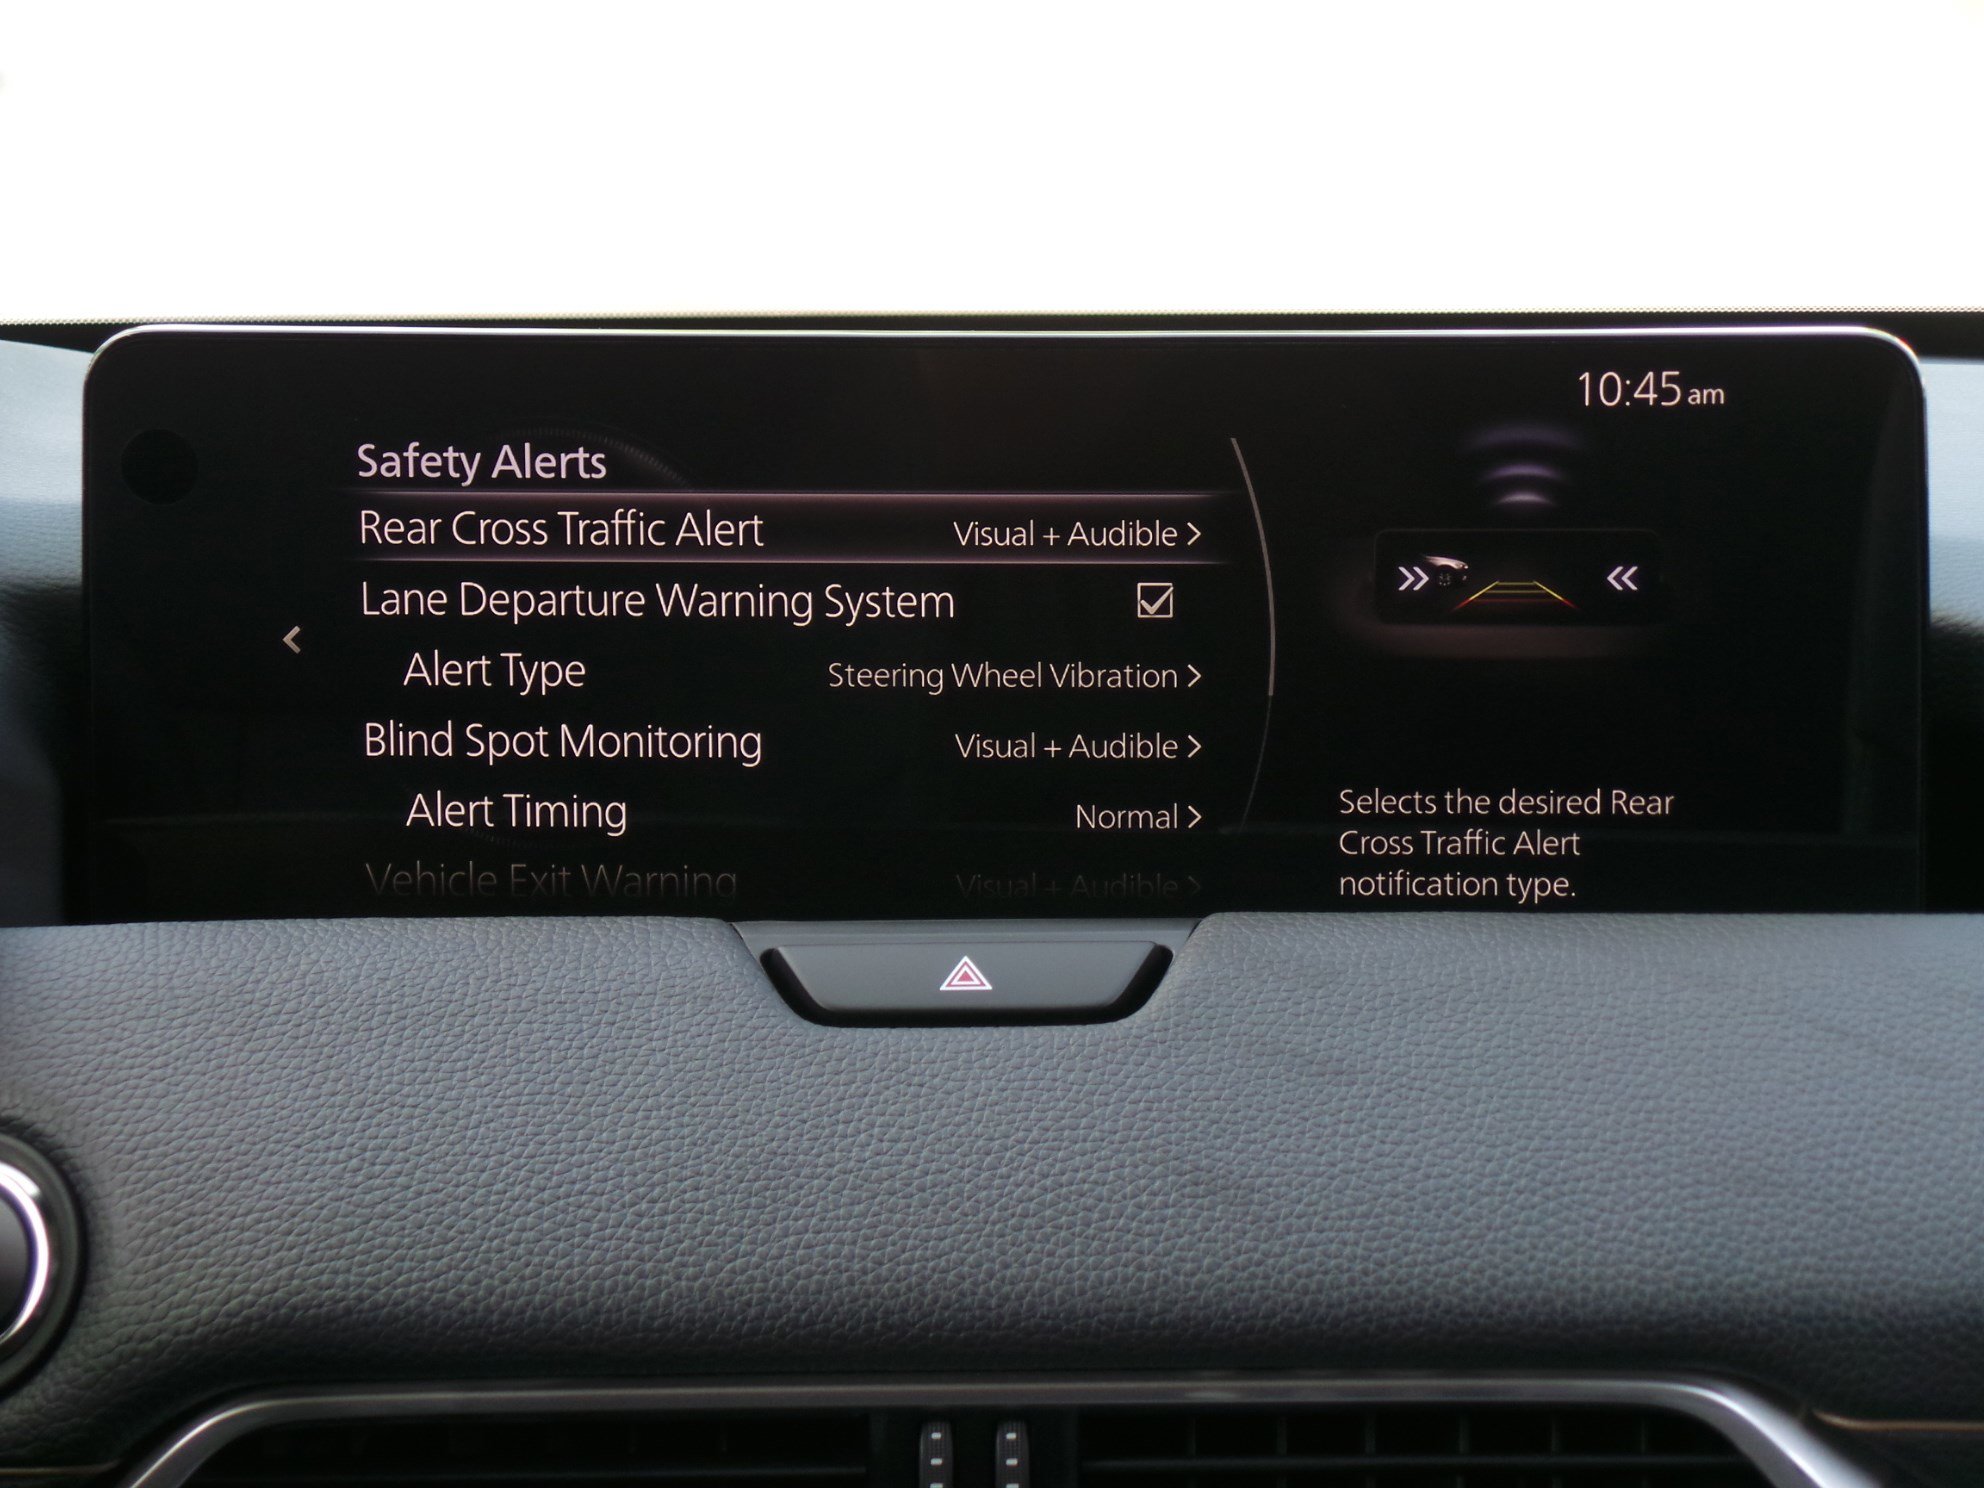 10:45 am
Safety Alerts
Rear Cross Traffic Alert Visual + Audible >
Lane Departure Warning System
Alert Type Steering Wheel Vibration >
Blind Spot Monitoring Visual + Audible >
Alert Timing Normal >
Vehicle Exit Warning Visual + Audible >
Selects the desired Rear
Cross Traffic Alert
notification type.